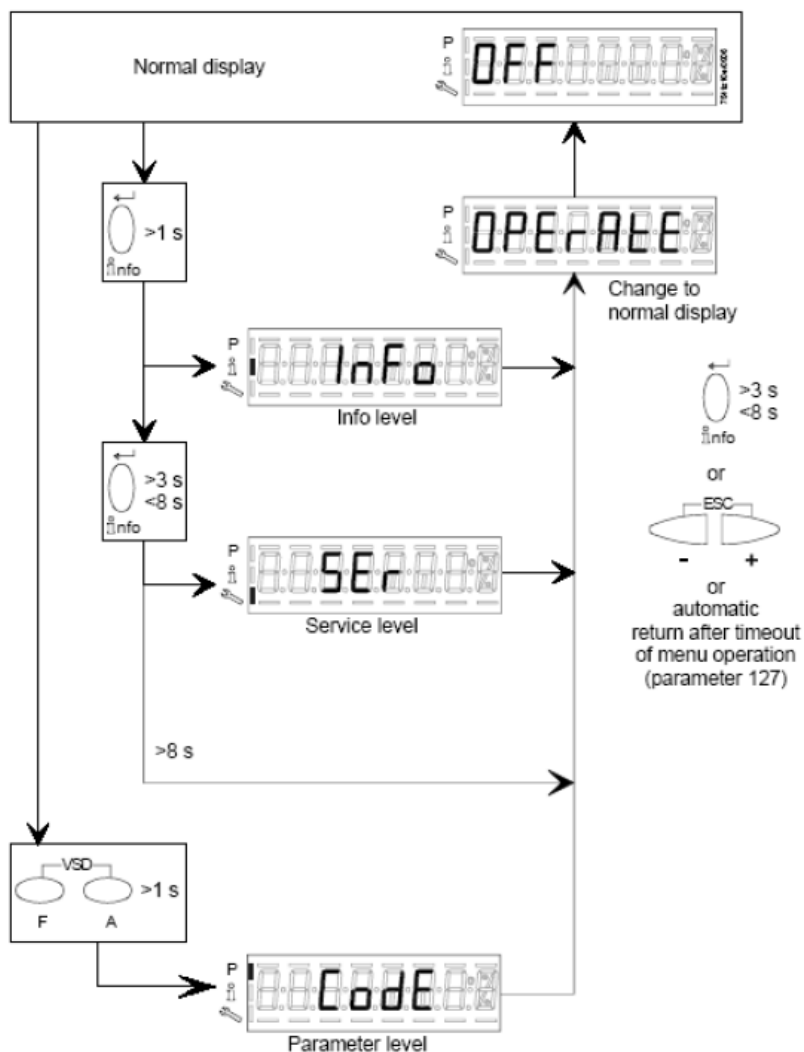 Normal display
P
OFF
i
>1 s
info
P
OPErAtE
i
Change to
normal display
P
InFo
i
Info level
>3 s
<8 s
info
>3 s
<8 s
info
or
ESC
- +
or
automatic
return after timeout
of menu operation
(parameter 127)
P
SEr
i
Service level
>8 s
VSD
>1 s
F A
P
CodE
i
Parameter level